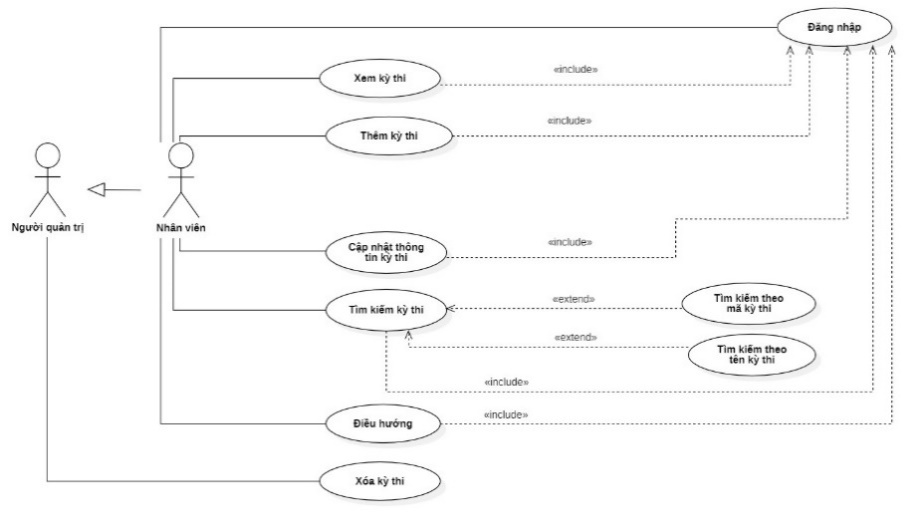 Đăng nhập
«include»
Xem kỳ thi
«include»
Thêm kỳ thi
Người quản trị
Nhân viên
«include»
Cập nhật thông
tin kỳ thi
«extend»
Tìm kiếm theo
mã kỳ thi
Tìm kiếm kỳ thi
«extend»
Tìm kiếm theo
tên kỳ thi
«include»
«include»
Điều hướng
Xóa kỳ thi